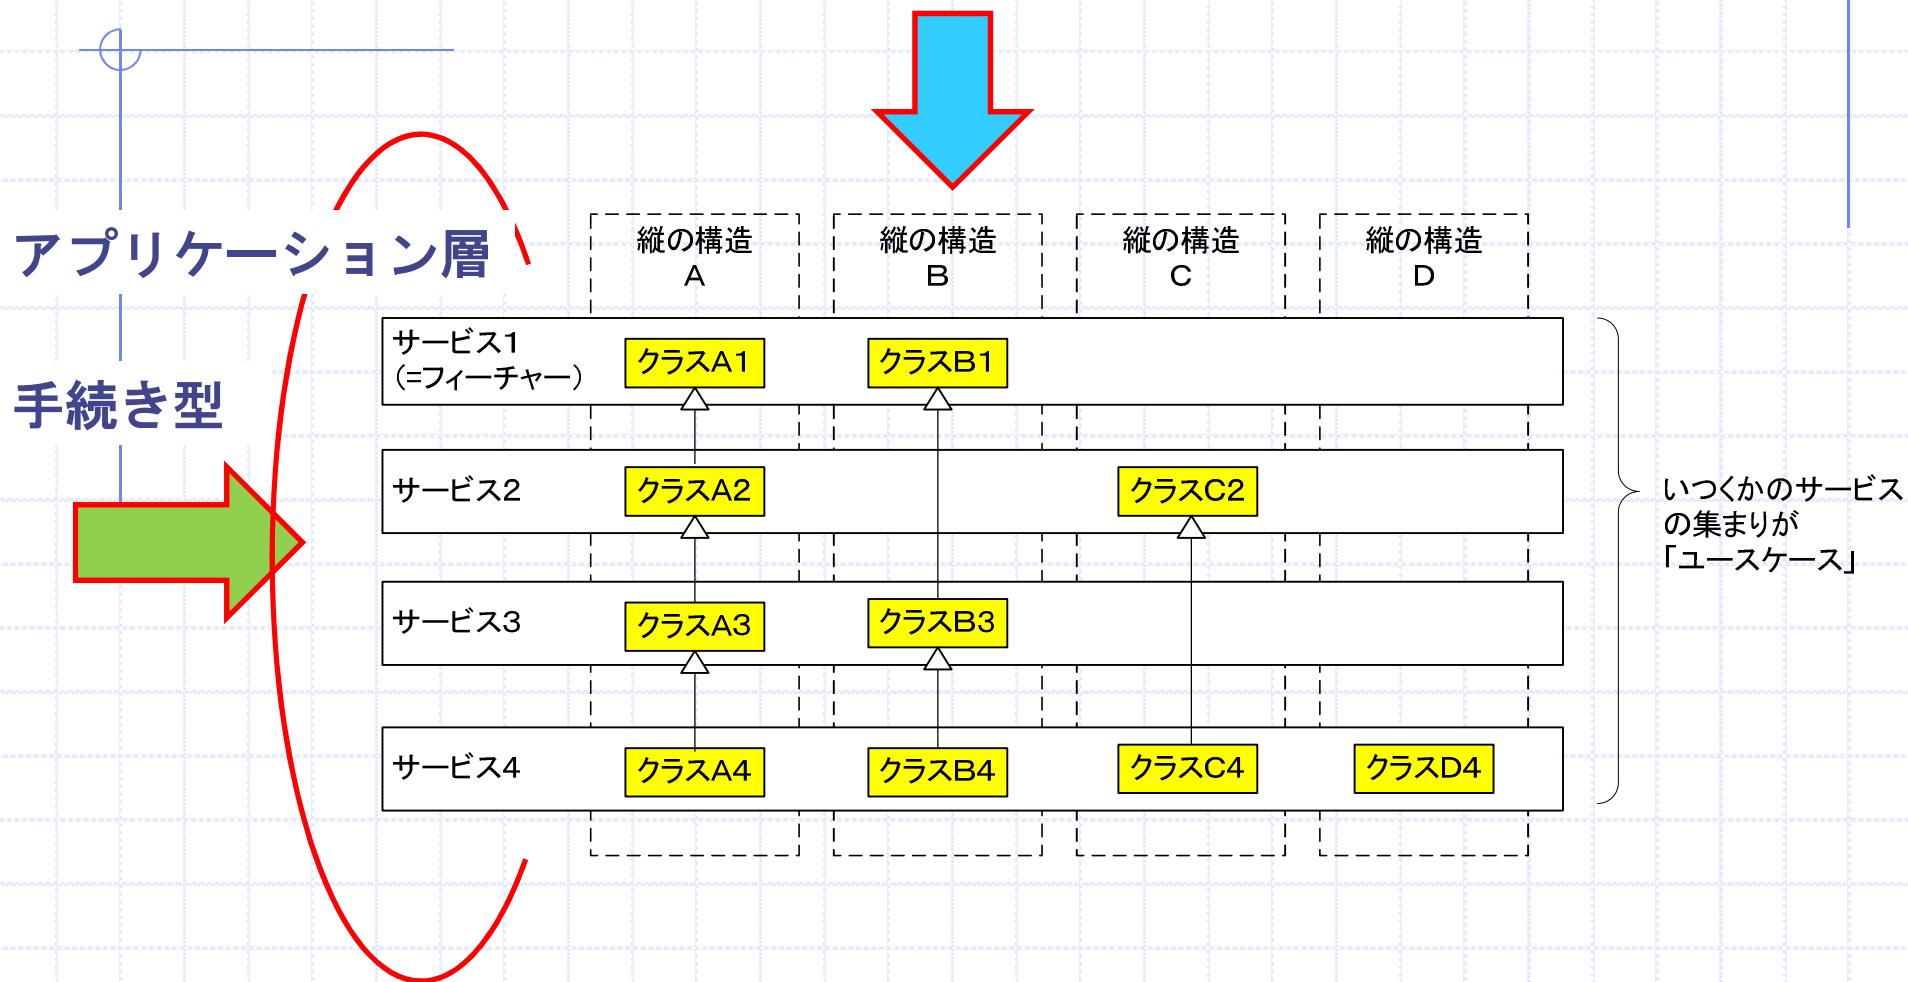 アプリケーション層
手続き型
縦の構造
A
縦の構造
B
縦の構造
C
縦の構造
D
サービス1
（=フィーチャー）
クラスA1
クラスB1
サービス2
クラスA2
クラスC2
サービス3
クラスA3
クラスB3
サービス4
クラスA4
クラスB4
クラスC4
クラスD4
いつくかのサービス
の集まりが
「ユースケース」